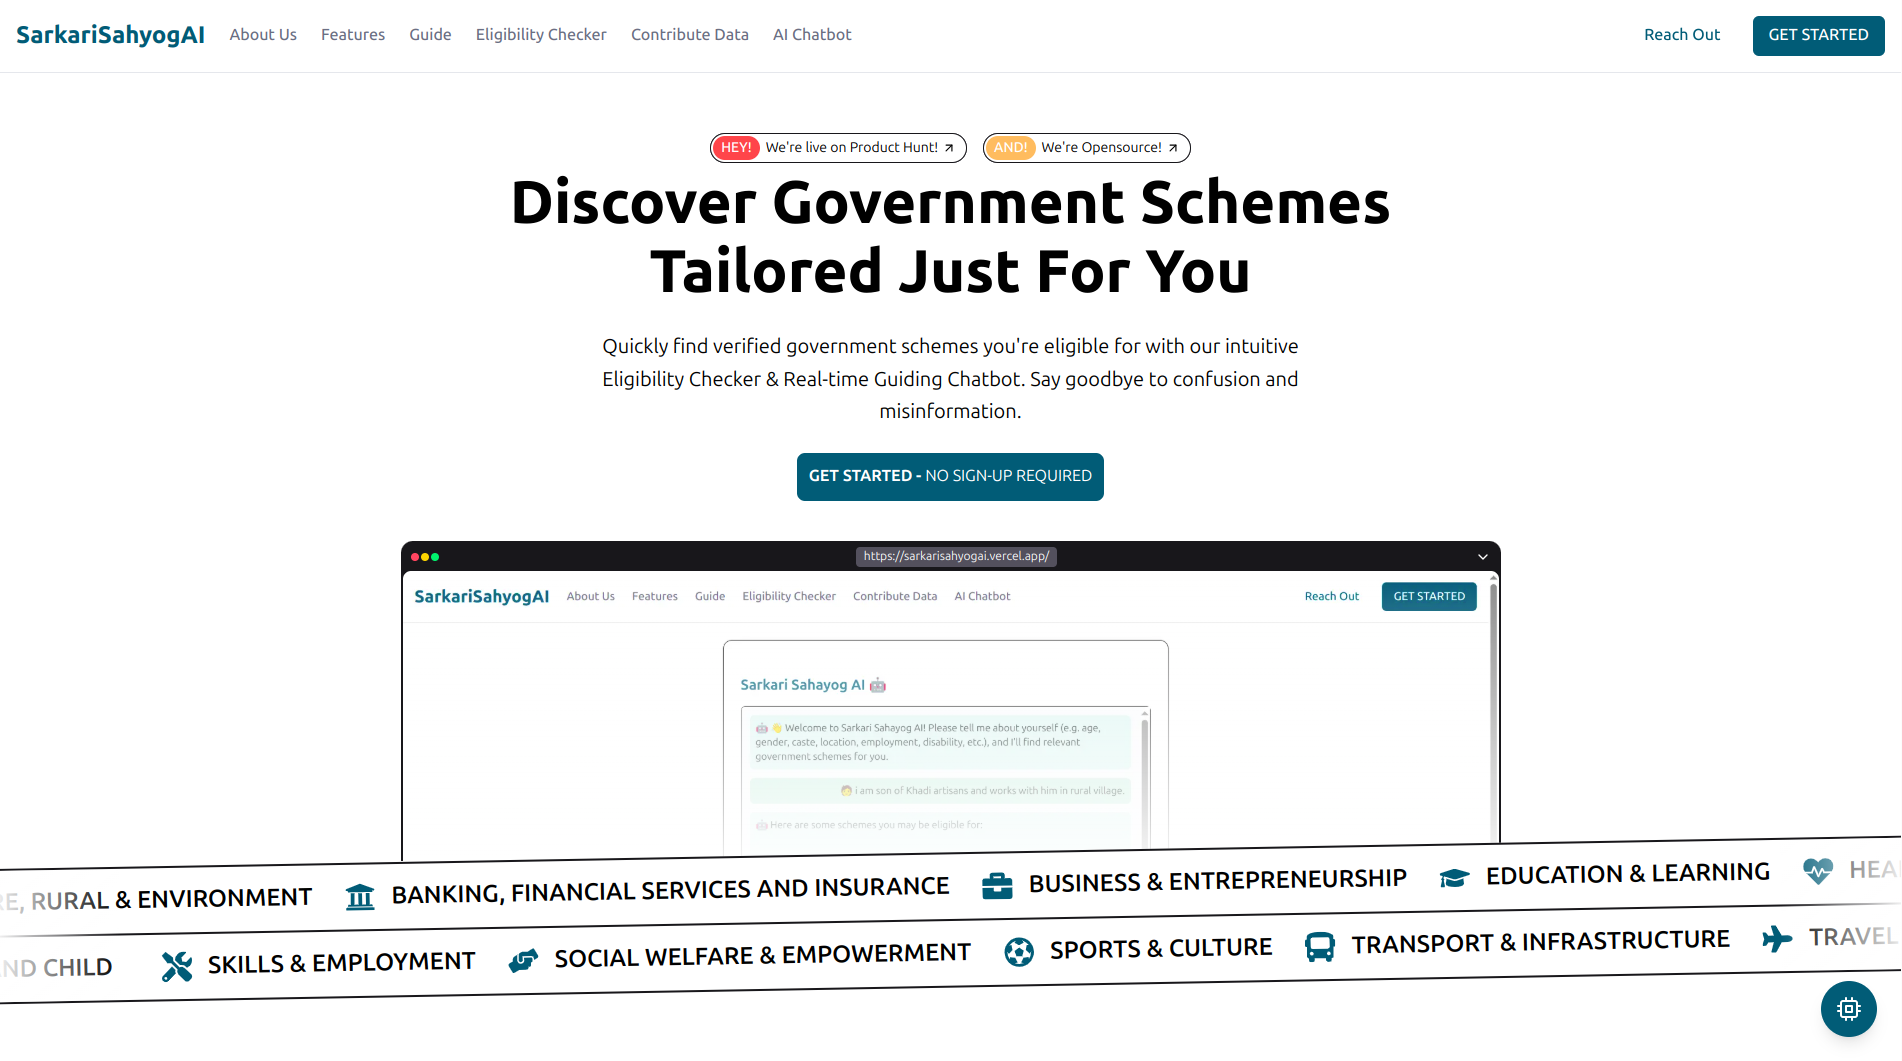 SarkariSahyogAI About Us Features Guide Eligibility Checker Contribute Data AI Chatbot Reach Out GET STARTED
HEY! We're live on Product Hunt! AND! We're Opensource!
Discover Government Schemes
Tailored Just For You
Quickly find verified government schemes you're eligible for with our intuitive
Eligibility Checker & Real-time Guiding Chatbot. Say goodbye to confusion and
misinformation.
GET STARTED - NO SIGN-UP REQUIRED
https://sarkarisahyogai.vercel.app/
SarkariSahyogAI About Us Features Guide Eligibility Checker Contribute Data AI Chatbot Reach Out GET STARTED
Sarkari Sahayog AI 🤖
🤖 👋 Welcome to Sarkari Sahayog AI! Please tell me about yourself (e.g. age,
gender, caste, location, employment, disability, etc.), and I'll find relevant
government schemes for you.
🧑 i am son of Khadi artisans and works with him in rural village.
🤖 Here are some schemes you may be eligible for:
RURAL & ENVIRONMENT BANKING, FINANCIAL SERVICES AND INSURANCE BUSINESS & ENTREPRENEURSHIP EDUCATION & LEARNING
CHILD SKILLS & EMPLOYMENT SOCIAL WELFARE & EMPOWERMENT SPORTS & CULTURE TRANSPORT & INFRASTRUCTURE TRAVEL